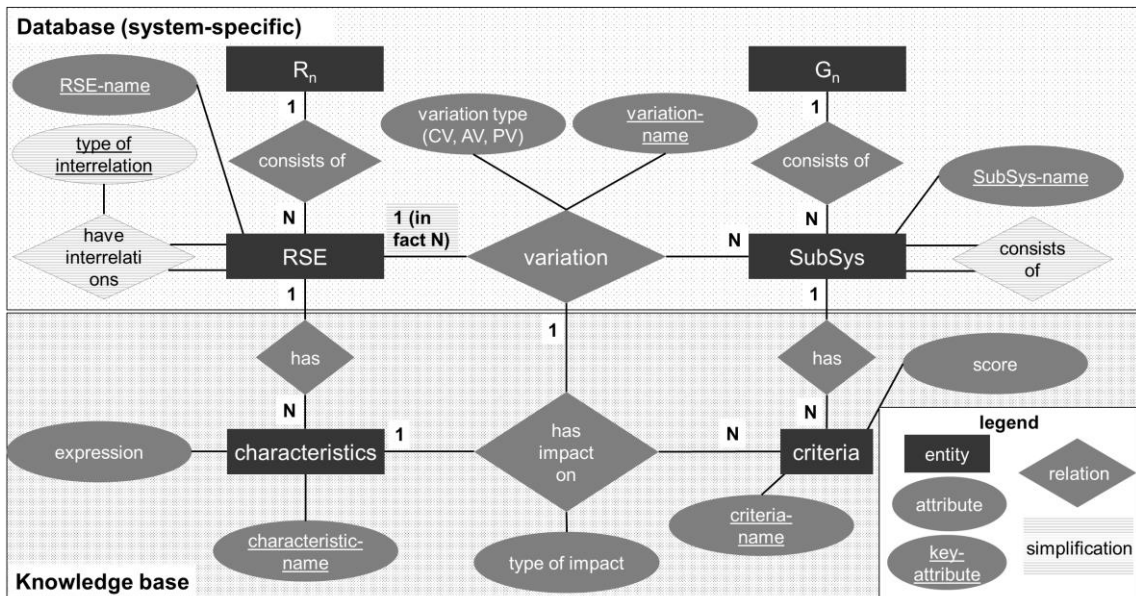 Database (system-specific)
Rn
Gn
RSE-name
1
1
variation type
(CV, AV, PV)
variation-
name
type of
interrelation
consists of
consists of
SubSys-name
N
N
have
interrelati
ons
RSE
1 (in
fact N)
variation
N
SubSys
consists
of
1
1
1
has
has
score
N
N
expression
characteristics
1
has
impact
on
N
criteria
legend
entity
relation
attribute
characteristic-
name
type of impact
criteria-
name
key-
attribute
simplification
Knowledge base